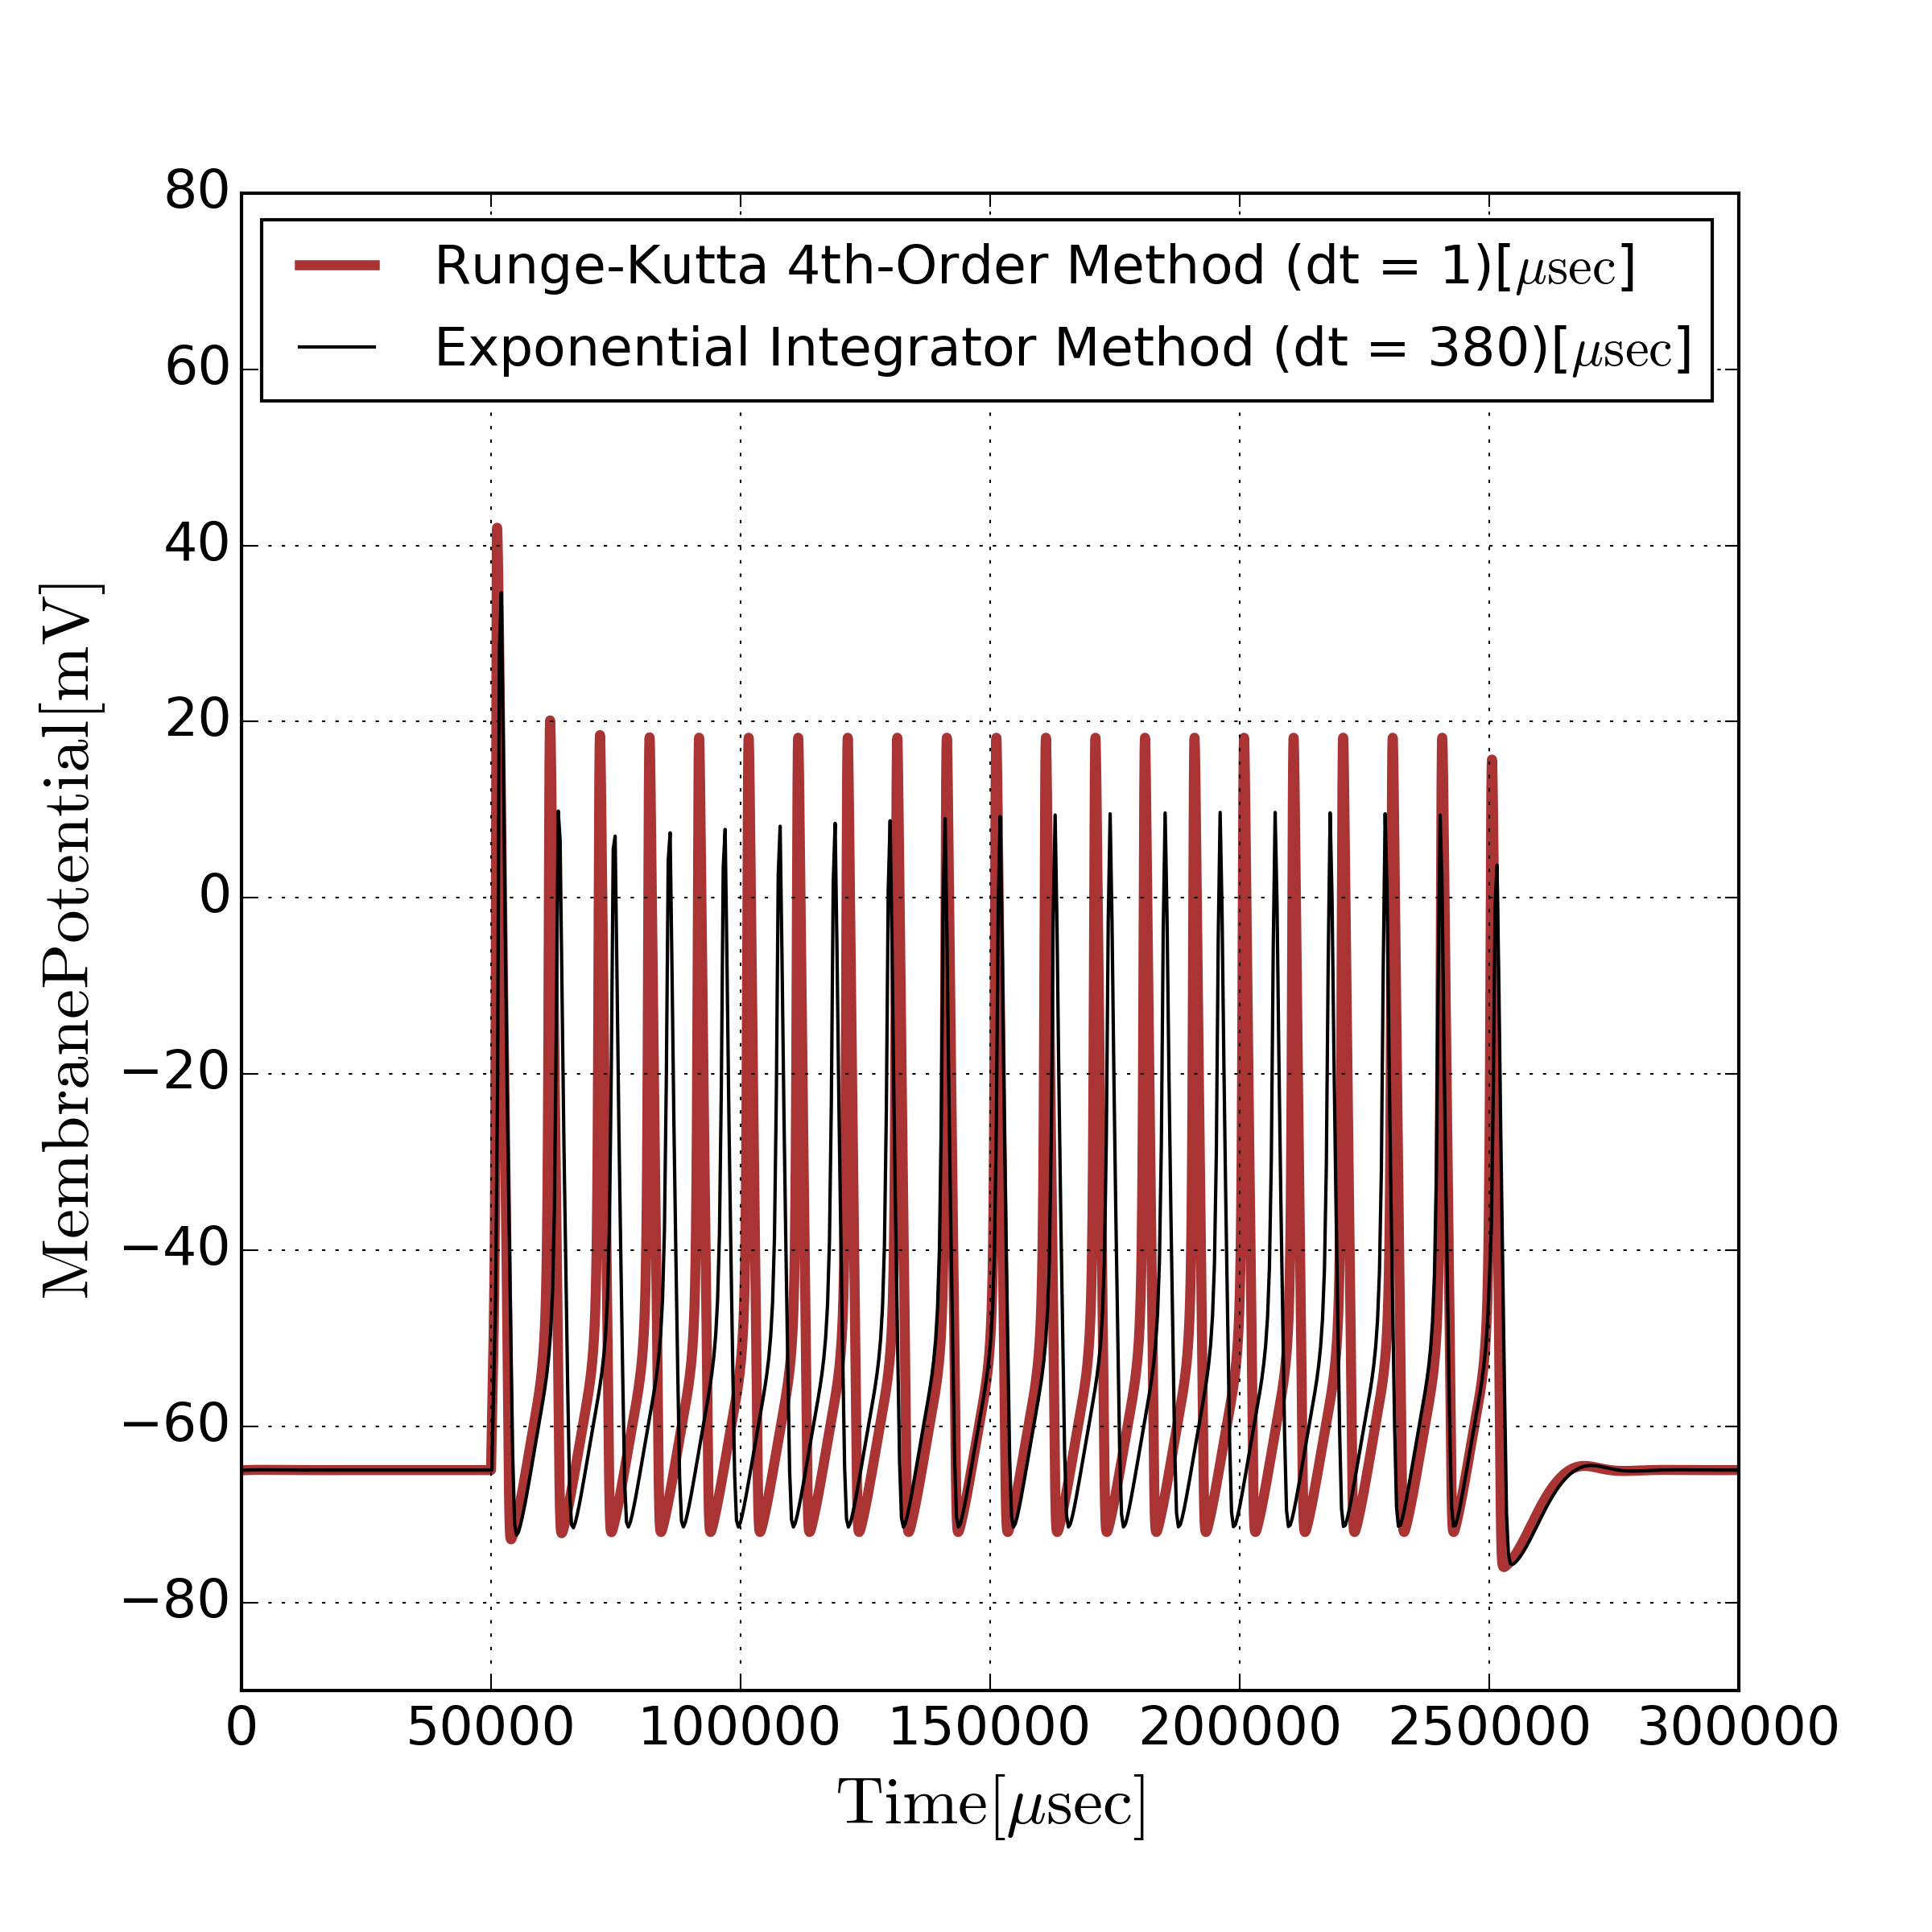 80
Runge-Kutta 4th-Order Method (dt = 1)[μsec]
Exponential Integrator Method (dt = 380)[μsec]
60
40
20
0
−20
−40
−60
−80
MembranePotential[mV]
0 50000 100000 150000 200000 250000 300000
Time[μsec]